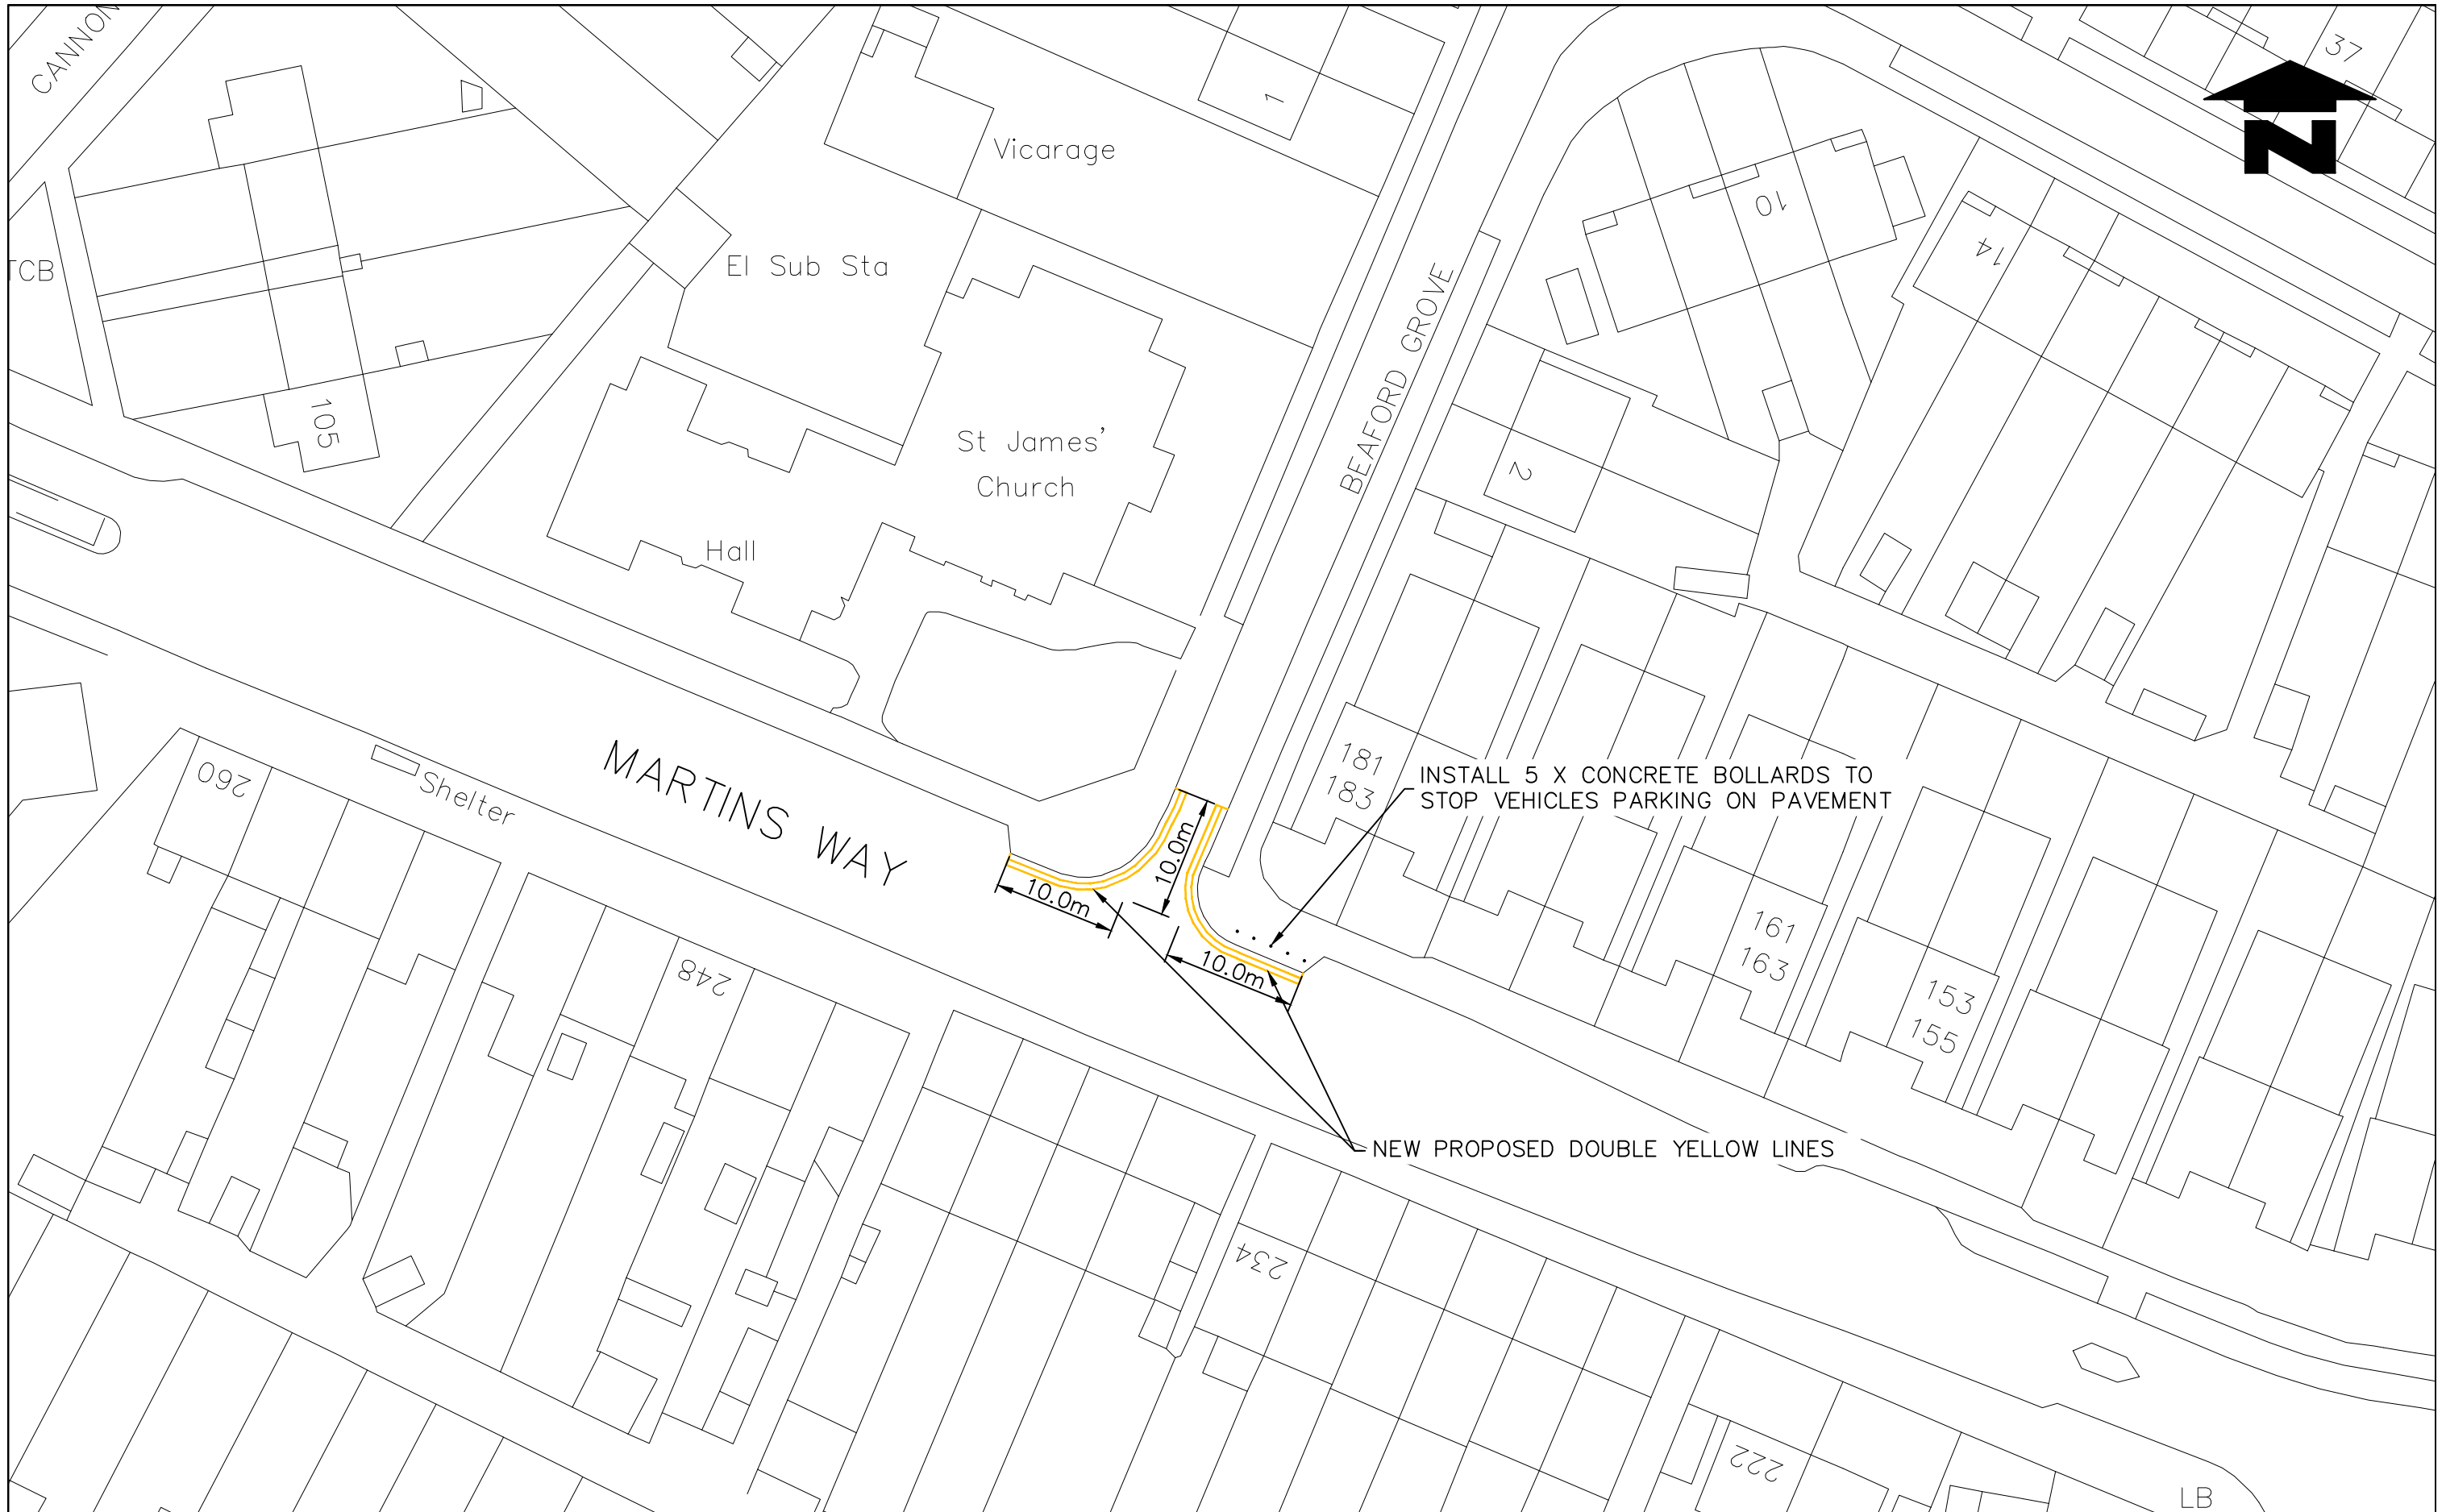 CANNON
37
N
Vicarage
1
10
14
El Sub Sta
TCB
BEAFORD GROVE
105
St James'
Church
2
Hall
181
183
INSTALL 5 X CONCRETE BOLLARDS TO
STOP VEHICLES PARKING ON PAVEMENT
260
Shelter
MARTINS WAY
10.0m
10.0m
10.0m
161
163
153
155
248
NEW PROPOSED DOUBLE YELLOW LINES
234
222
LB